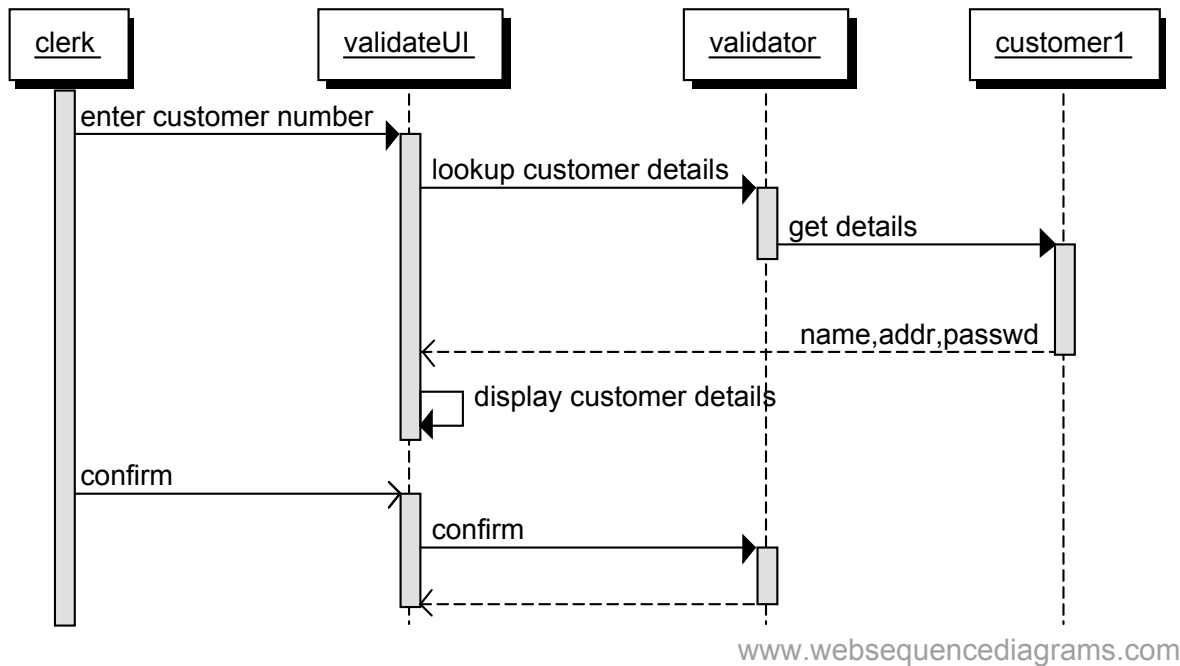 clerk
validateUI
validator
customer1
enter customer number
lookup customer details
get details
name,addr,passwd
display customer details
confirm
confirm
www.websequencediagrams.com